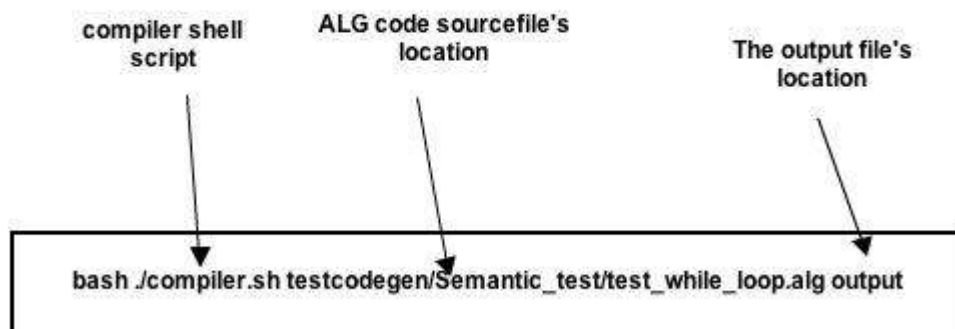 compiler shell
script
ALG code sourcefile's
location
The output file's
location
bash ./compiler.sh testcodegen/Semantic_test/test_while_loop.alg output